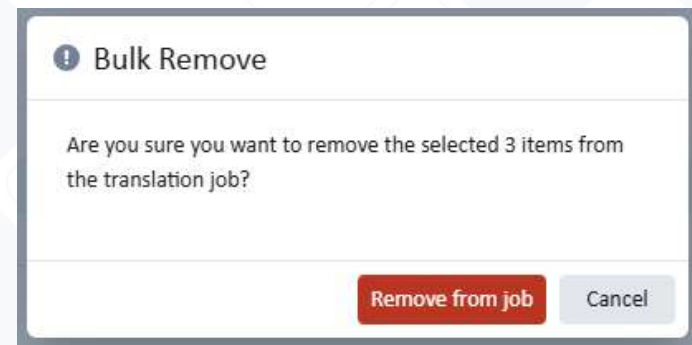 Bulk Remove
Are you sure you want to remove the selected 3 items from
the translation job?
Remove from job
Cancel